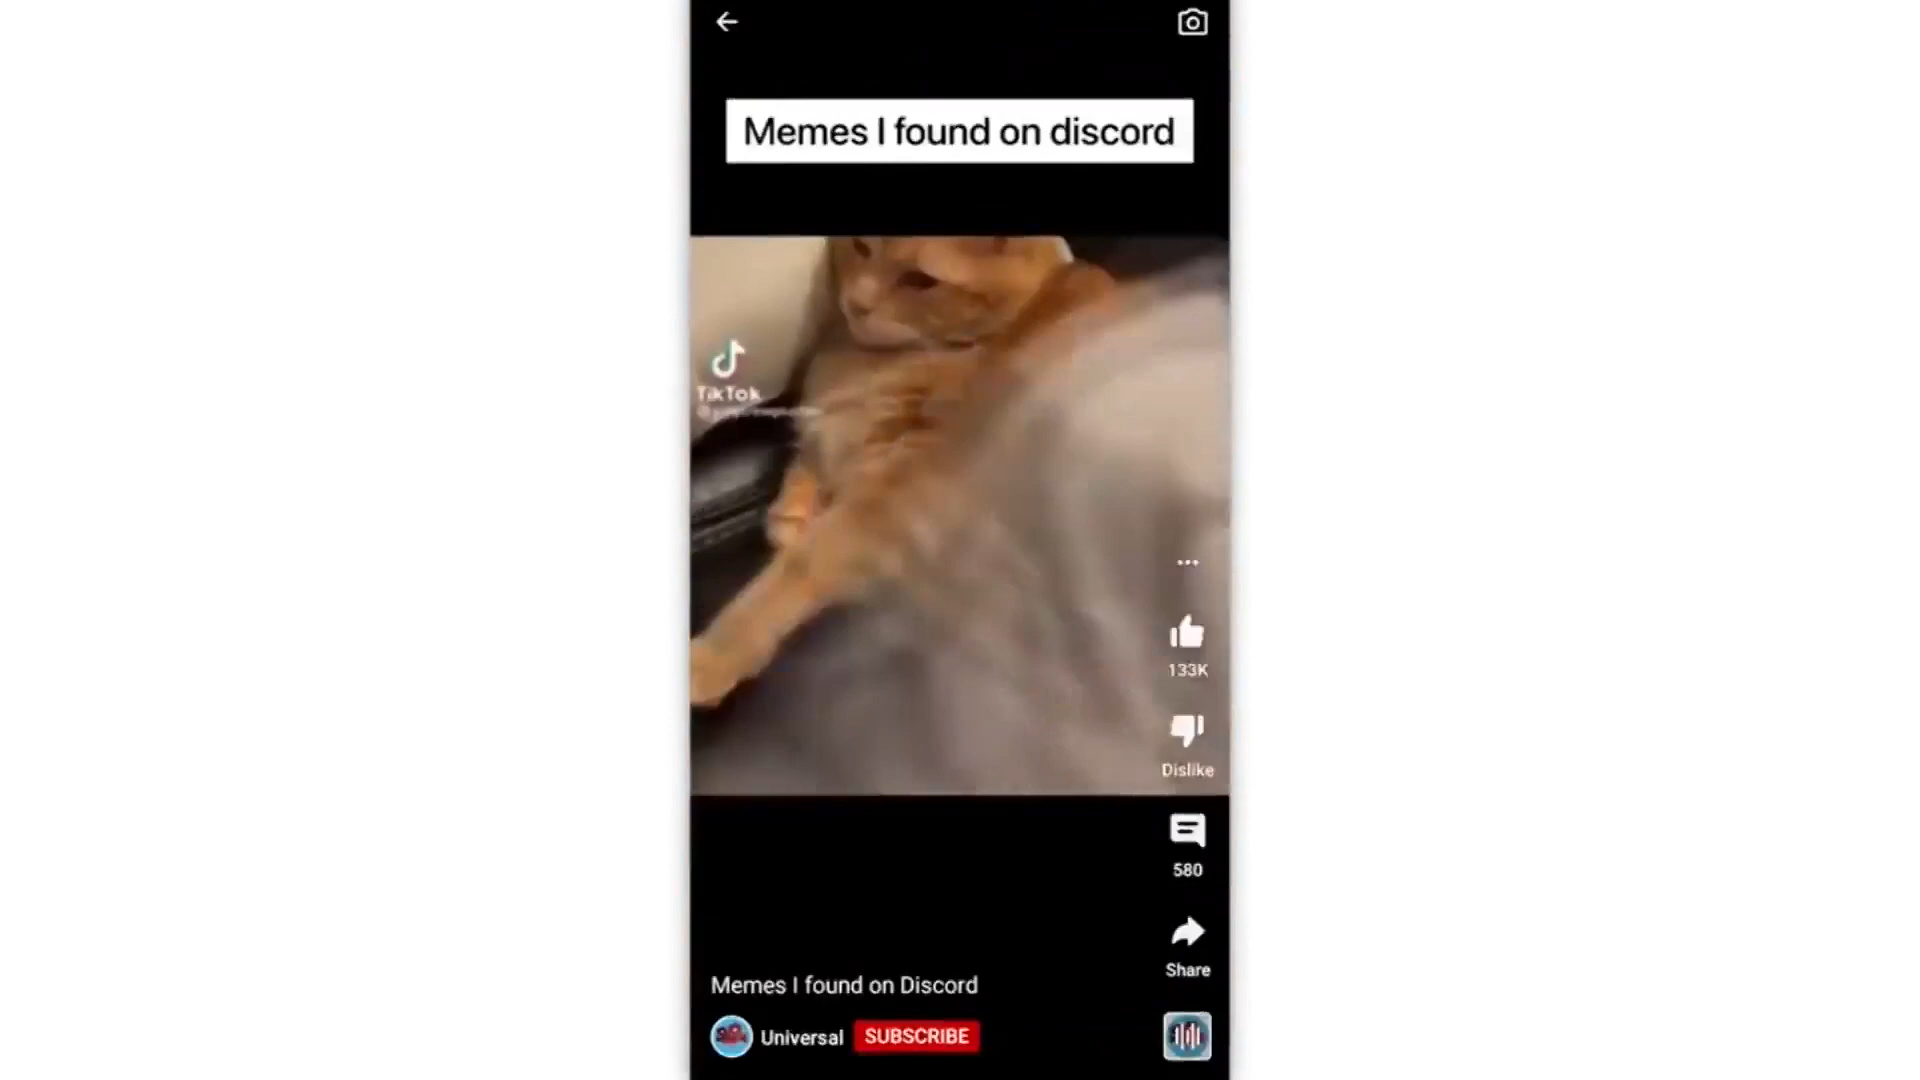 Memes I found on discord
TikTok
133K
Dislike
580
Share
Memes I found on Discord
Universal
SUBSCRIBE